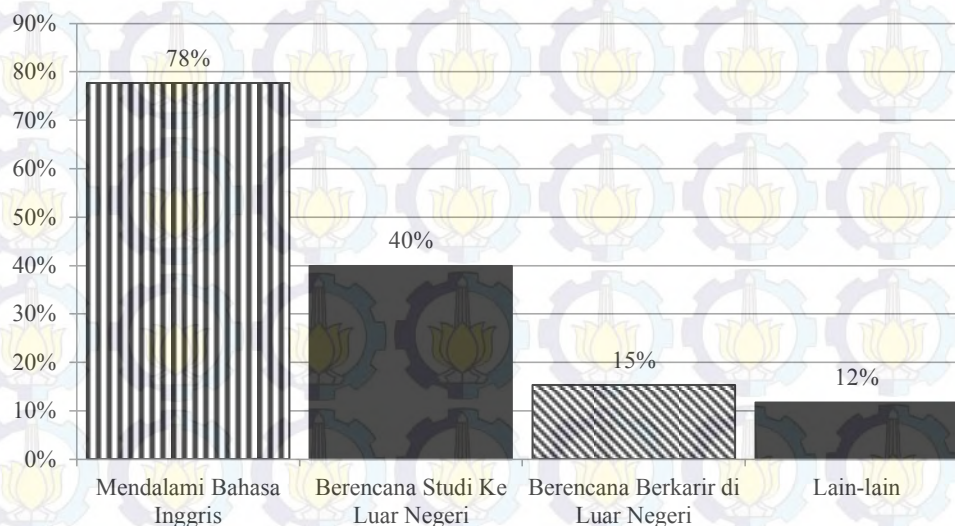 90%
80%
70%
60%
50%
40%
30%
20%
10%
0%
78%
40%
15%
12%
Mendalami Bahasa
Inggris
Berencana Studi Ke
Luar Negeri
Berencana Berkarir di
Luar Negeri
Lain-lain